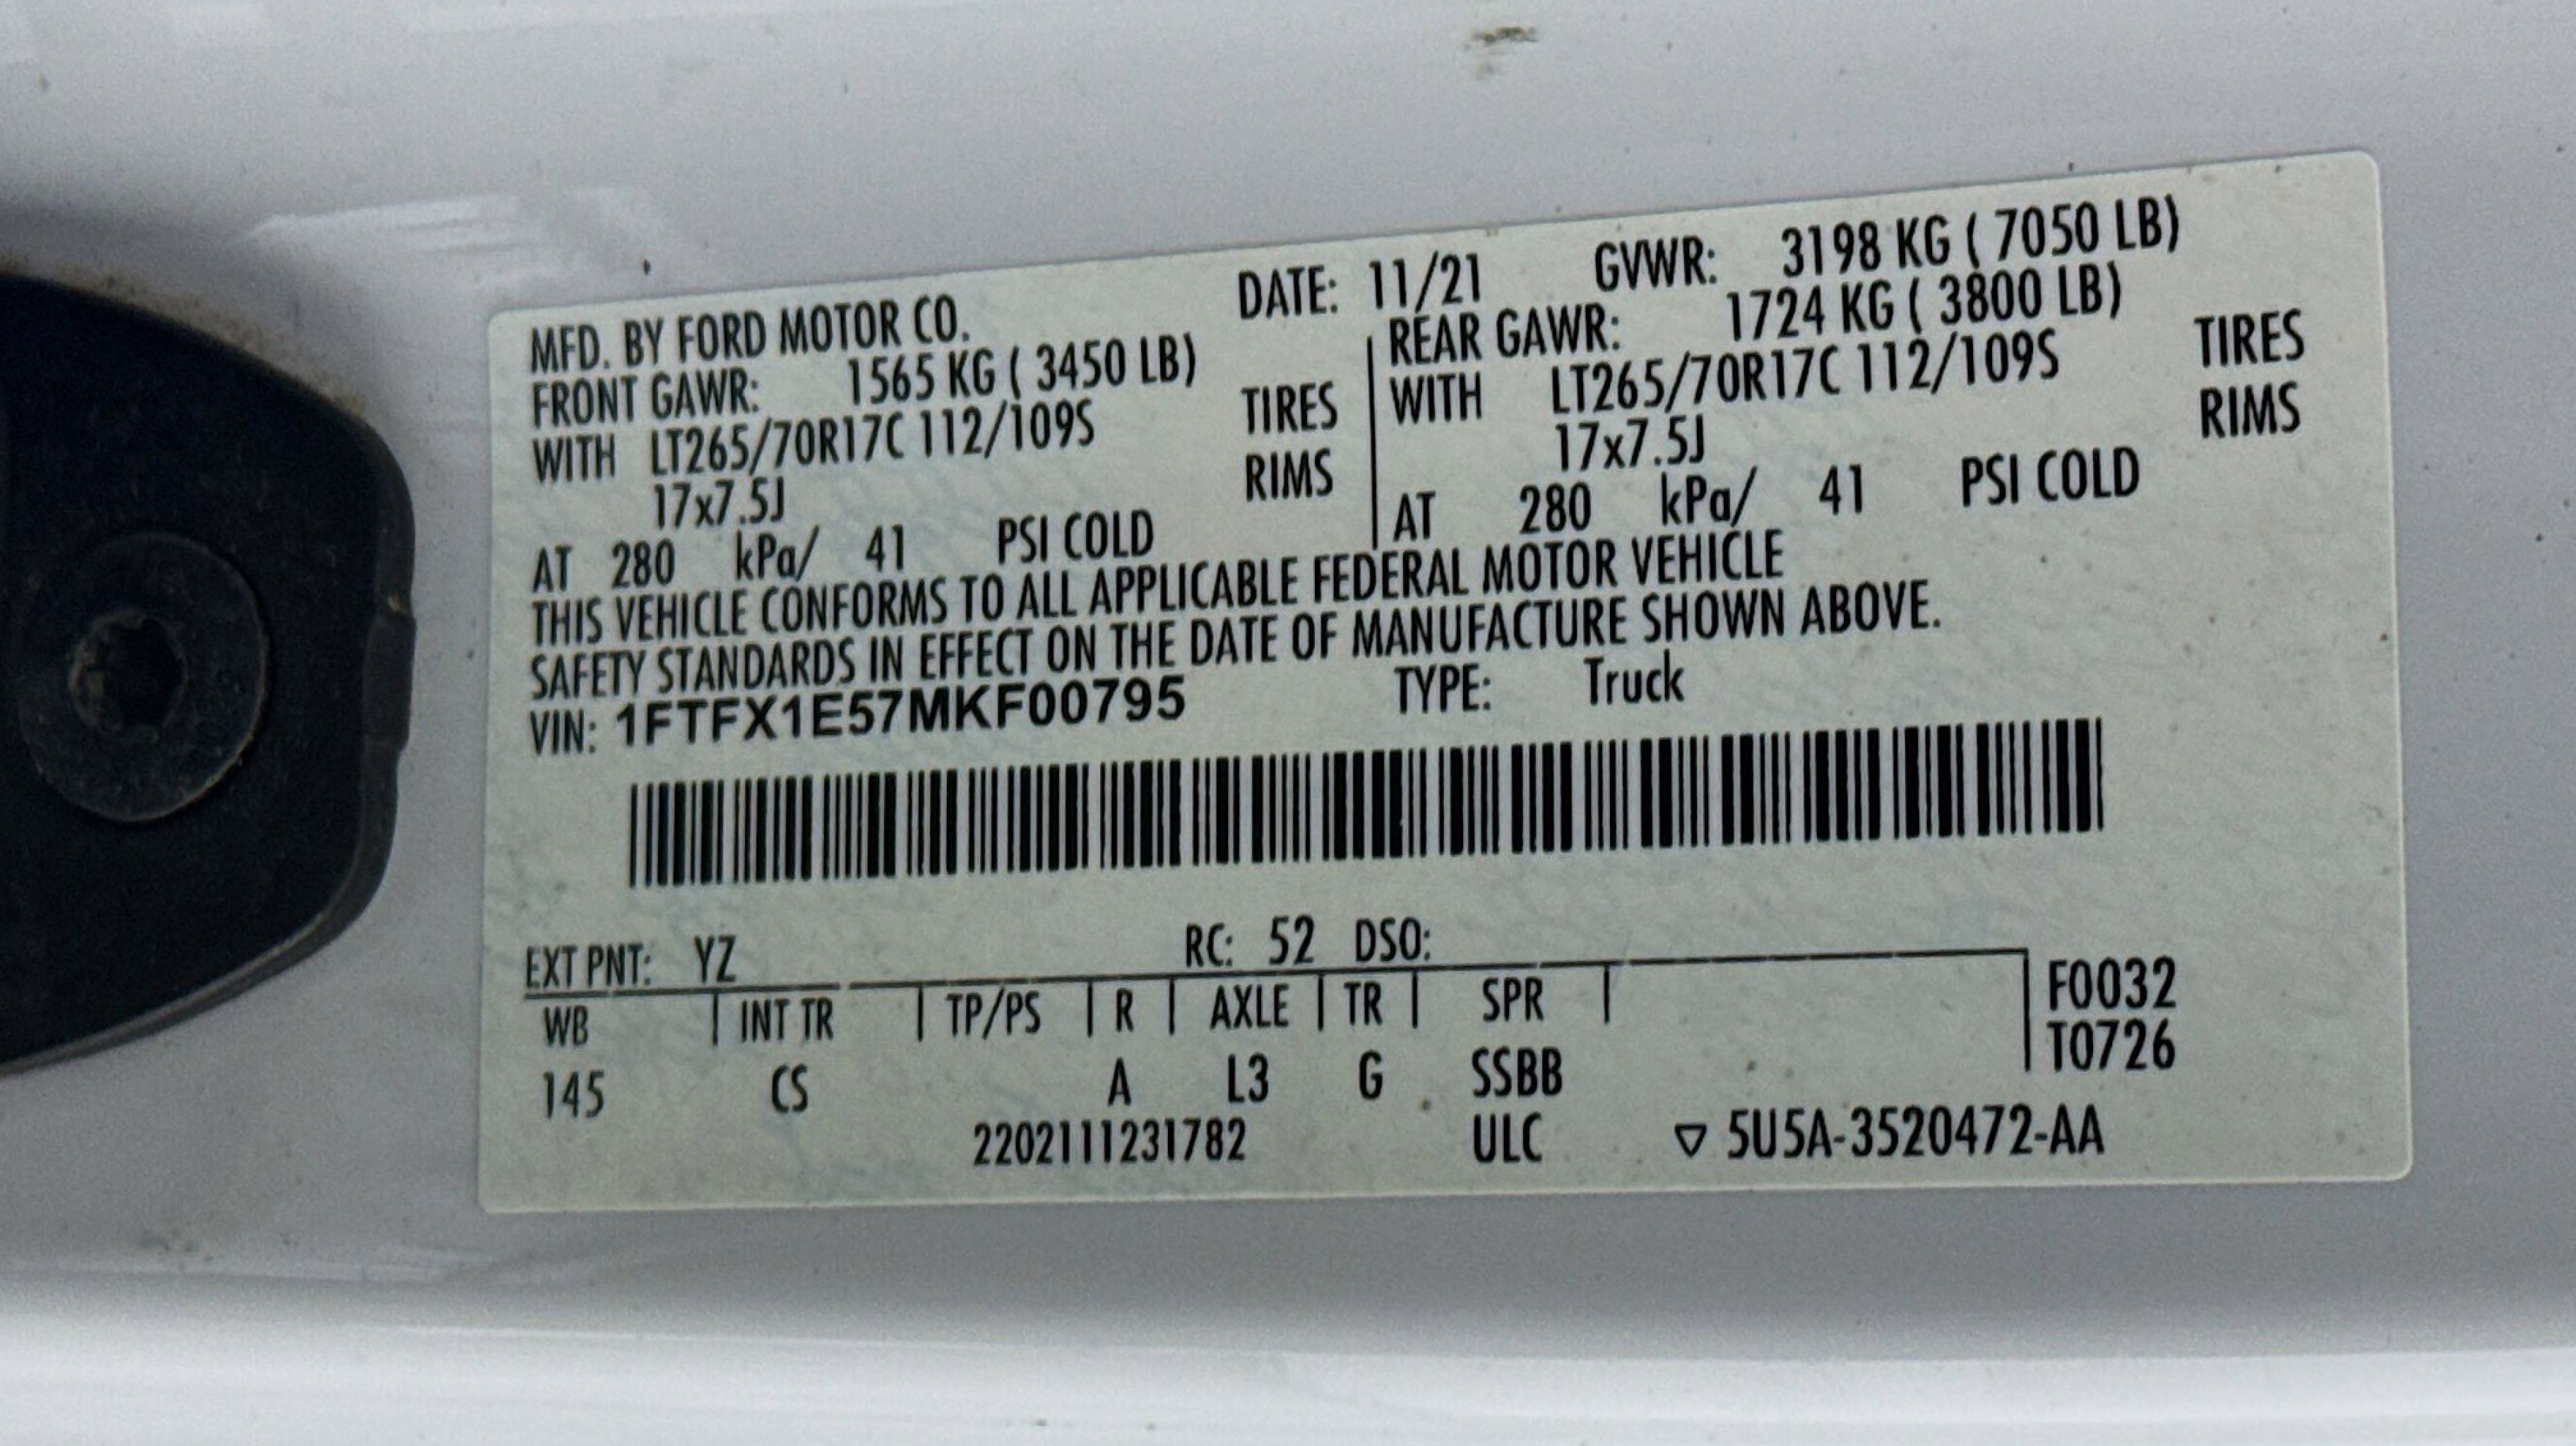 MFD. BY FORD MOTOR CO. DATE: 11/21 GVWR: 3198 KG ( 7050 LB)
FRONT GAWR: 1565 KG ( 3450 LB) REAR GAWR: 1724 KG ( 3800 LB)
WITH LT265/70R17C 112/109S TIRES WITH LT265/70R17C 112/109S TIRES
17x7.5J RIMS 17x7.5J RIMS
AT 280 kPa/ 41 PSI COLD AT 280 kPa/ 41 PSI COLD
THIS VEHICLE CONFORMS TO ALL APPLICABLE FEDERAL MOTOR VEHICLE
SAFETY STANDARDS IN EFFECT ON THE DATE OF MANUFACTURE SHOWN ABOVE.
VIN: 1FTFX1E57MKF00795 TYPE: Truck
EXT PNT: YZ RC: 52 DSO:
WB INT TR TP/PS R AXLE TR SPR F0032
T0726
145 CS A L3 G SSBB
2202111231782 ULC ▽ 5U5A-3520472-AA